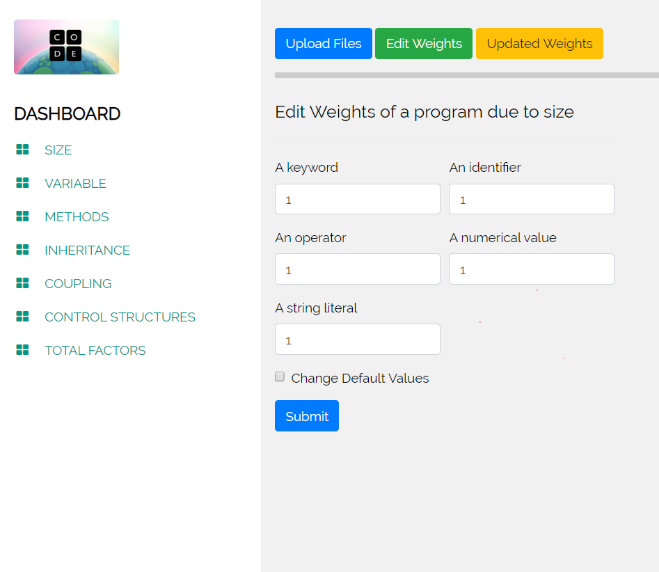 C O
D E
DASHBOARD
SIZE
VARIABLE
METHODS
INHERITANCE
COUPLING
CONTROL STRUCTURES
TOTAL FACTORS
Upload Files Edit Weights Updated Weights
Edit Weights of a program due to size
A keyword An identifier
1 1
An operator A numerical value
1 1
A string literal
1
Change Default Values
Submit